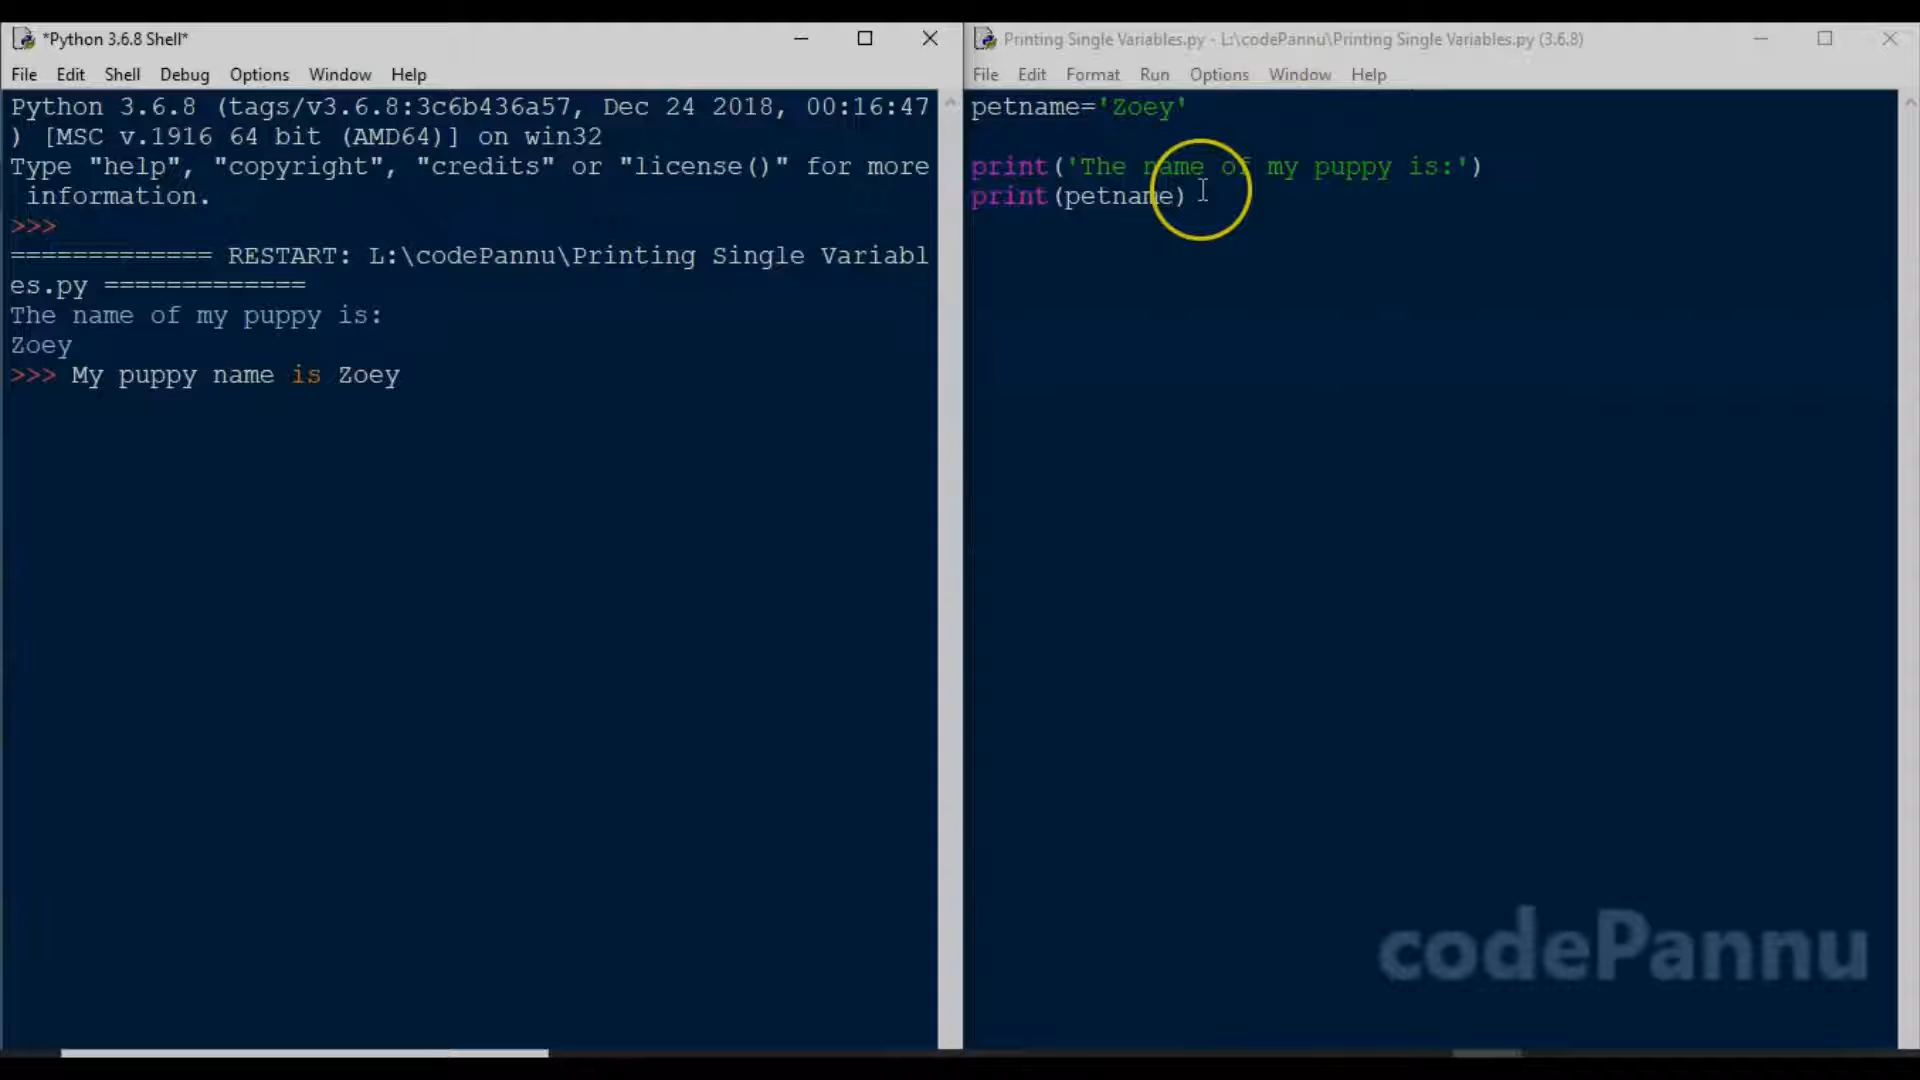 *Python 3.6.8 Shell*
File Edit Shell Debug Options Window Help
Python 3.6.8 (tags/v3.6.8:3c6b436a57, Dec 24 2018, 00:16:47
) [MSC v.1916 64 bit (AMD64)] on win32
Type "help", "copyright", "credits" or "license()" for more
information.
>>>
============= RESTART: L:\codePannu\Printing Single Variabl
es.py =============
The name of my puppy is:
Zoey
>>> My puppy name is Zoey
Printing Single Variables.py - L:\codePannu\Printing Single Variables.py (3.6.8)
File Edit Format Run Options Window Help
petname='Zoey'
print('The name of my puppy is:')
print(petname)
codePannu